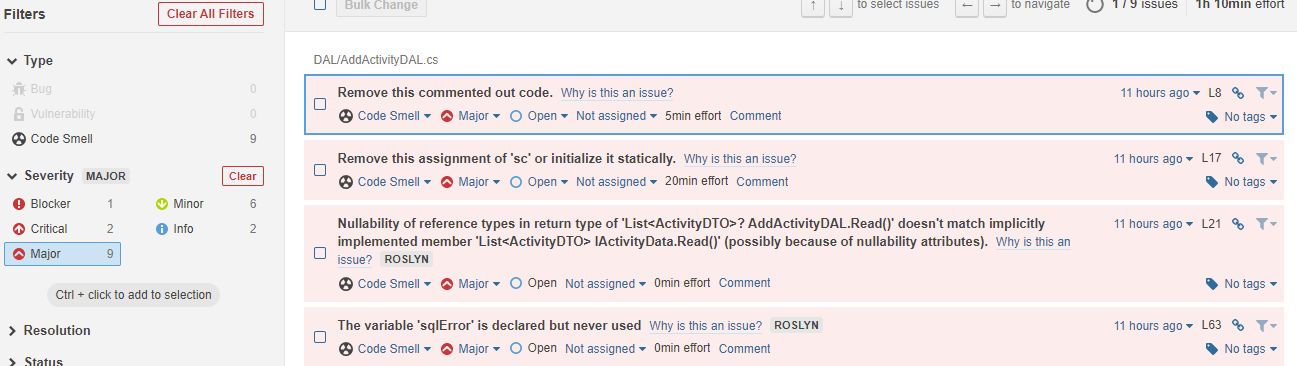 Filters
Clear All Filters
Type
Bug 0
Vulnerability 0
Code Smell 9
Severity MAJOR Clear
Blocker 1 Minor 6
Critical 2 Info 2
Major 9
Ctrl + click to add to selection
Resolution
Status
Bulk Change
↑ ↓ to select issues ← → to navigate 1 / 9 issues 1h 10min effort
DAL/AddActivityDAL.cs
Remove this commented out code. Why is this an issue? 11 hours ago L8
Code Smell Major Open Not assigned 5min effort Comment No tags
Remove this assignment of 'sc' or initialize it statically. Why is this an issue? 11 hours ago L17
Code Smell Major Open Not assigned 20min effort Comment No tags
Nullability of reference types in return type of 'List<ActivityDTO>? AddActivityDAL.Read()' doesn't match implicitly 11 hours ago L21
implemented member 'List<ActivityDTO> IActivityData.Read()' (possibly because of nullability attributes). Why is this an
issue? ROSLYN
Code Smell Major Open Not assigned 0min effort Comment No tags
The variable 'sqlError' is declared but never used Why is this an issue? ROSLYN 11 hours ago L63
Code Smell Major Open Not assigned 0min effort Comment No tags